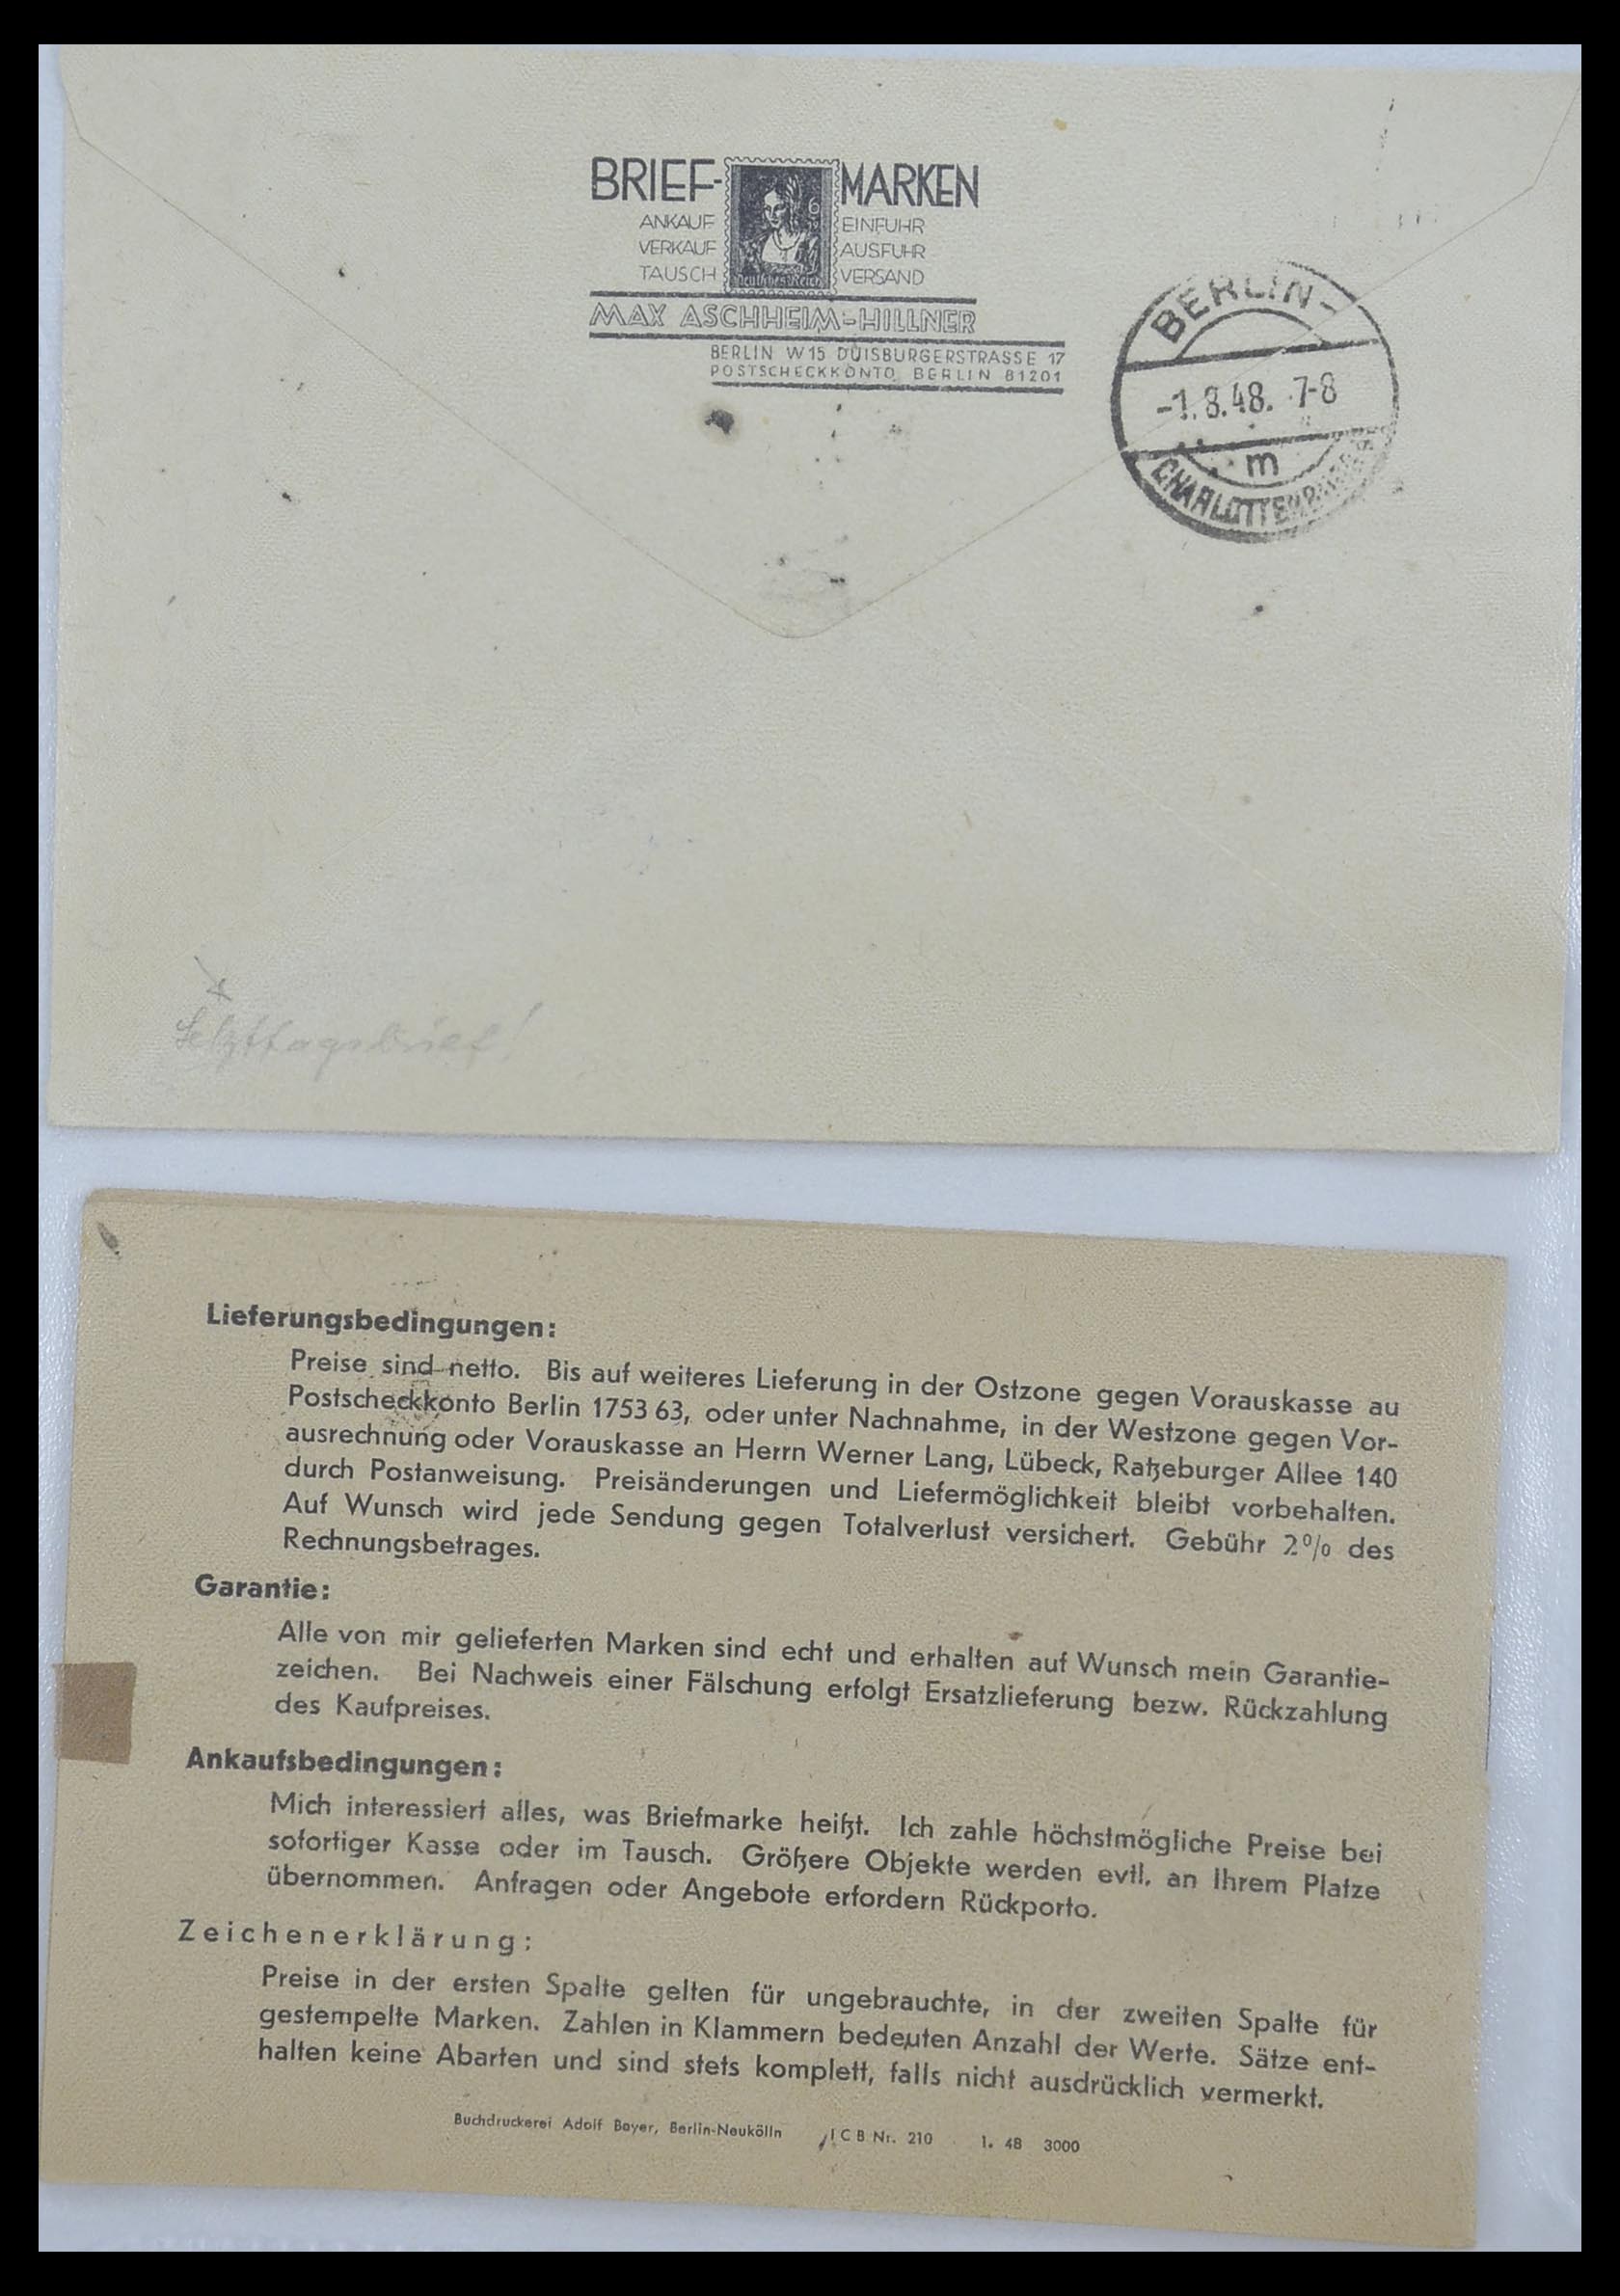 BRIEF- MARKEN
ANKAUF EINFUHR
VERKAUF AUSFUHR
TAUSCH VERSAND
6
Deutsches Reich
MAX ASCHHEIM-HILLNER
BERLIN W15 DUISBURGERSTRASSE 17
POSTSCHECKKONTO BERLIN 81201
BERLIN-
-1.8.48. 7-8
m
CHARLOTTENBURG
Letzttagsbrief!
Lieferungsbedingungen:
Preise sind netto. Bis auf weiteres Lieferung in der Ostzone gegen Vorauskasse au
Postscheckkonto Berlin 1753 63, oder unter Nachnahme, in der Westzone gegen Vor-
ausrechnung oder Vorauskasse an Herrn Werner Lang, Lübeck, Ratzeburger Allee 140
durch Postanweisung. Preisänderungen und Liefermöglichkeit bleibt vorbehalten.
Auf Wunsch wird jede Sendung gegen Totalverlust versichert. Gebühr 2% des
Rechnungsbetrages.
Garantie:
Alle von mir gelieferten Marken sind echt und erhalten auf Wunsch mein Garantie-
zeichen. Bei Nachweis einer Fälschung erfolgt Ersatzlieferung bezw. Rückzahlung
des Kaufpreises.
Ankaufsbedingungen:
Mich interessiert alles, was Briefmarke heißt. Ich zahle höchstmögliche Preise bei
sofortiger Kasse oder im Tausch. Größere Objekte werden evtl. an Ihrem Platze
übernommen. Anfragen oder Angebote erfordern Rückporto.
Zeichenerklärung:
Preise in der ersten Spalte gelten für ungebrauchte, in der zweiten Spalte für
gestempelte Marken. Zahlen in Klammern bedeuten Anzahl der Werte. Sätze ent-
halten keine Abarten und sind stets komplett, falls nicht ausdrücklich vermerkt.
Buchdruckerei Adolf Bayer, Berlin-Neukölln ICB Nr. 210 1. 48 3000